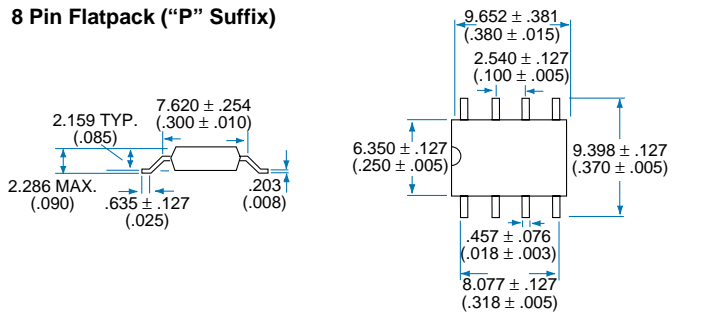 8 Pin Flatpack (“P” Suffix)
2.159 TYP.
(.085)
7.620 ± .254
(.300 ± .010)
2.286 MAX.
(.090)
.635 ± .127
(.025)
.203
(.008)
9.652 ± .381
(.380 ± .015)
2.540 ± .127
(.100 ± .005)
6.350 ± .127
(.250 ± .005)
9.398 ± .127
(.370 ± .005)
.457 ± .076
(.018 ± .003)
8.077 ± .127
(.318 ± .005)